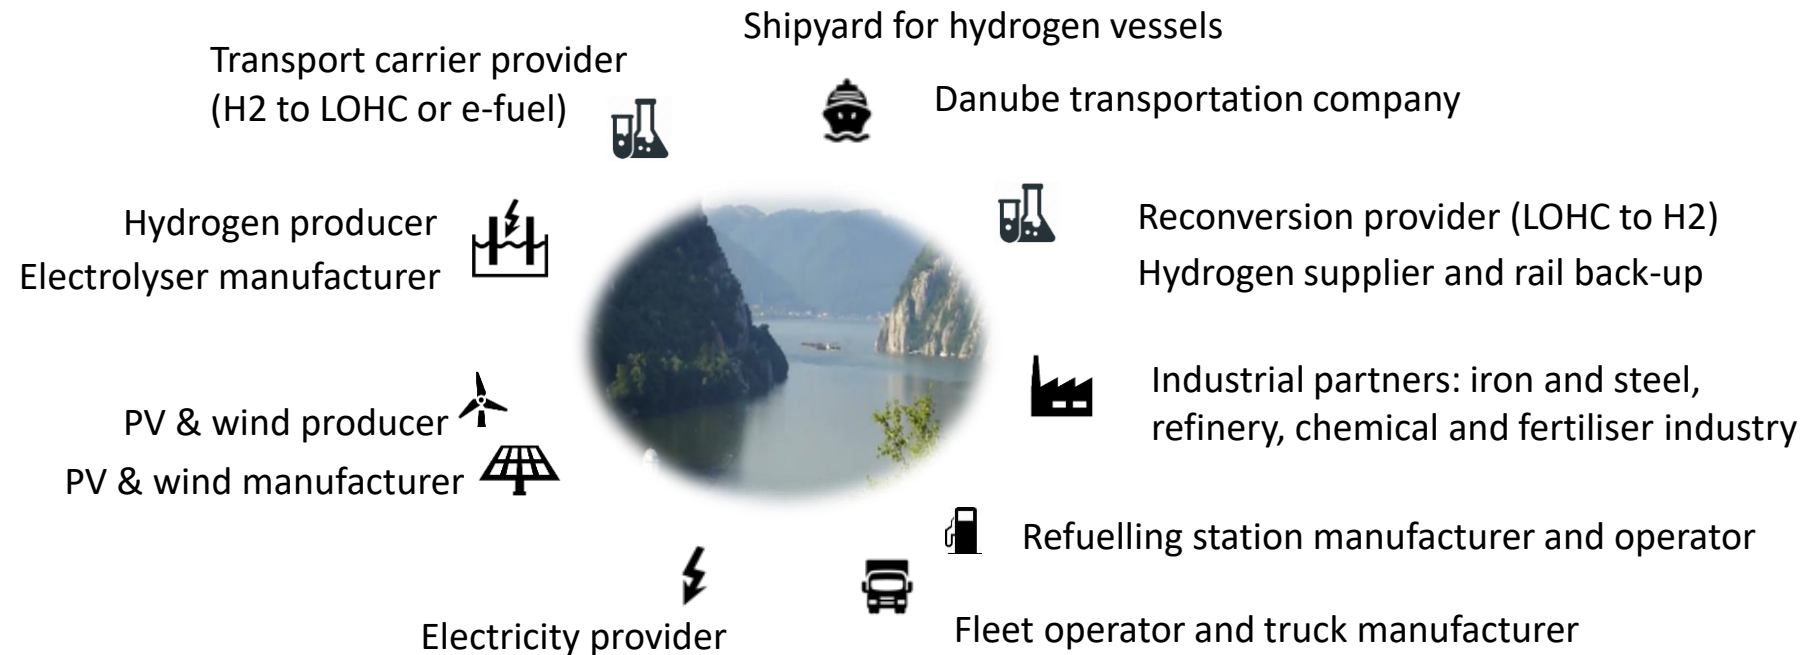 Shipyard for hydrogen vessels
Transport carrier provider
(H2 to LOHC or e-fuel)
Danube transportation company
Hydrogen producer
Electrolyser manufacturer
Reconversion provider (LOHC to H2)
Hydrogen supplier and rail back-up
Industrial partners: iron and steel,
refinery, chemical and fertiliser industry
PV & wind producer
PV & wind manufacturer
Refuelling station manufacturer and operator
Electricity provider
Fleet operator and truck manufacturer